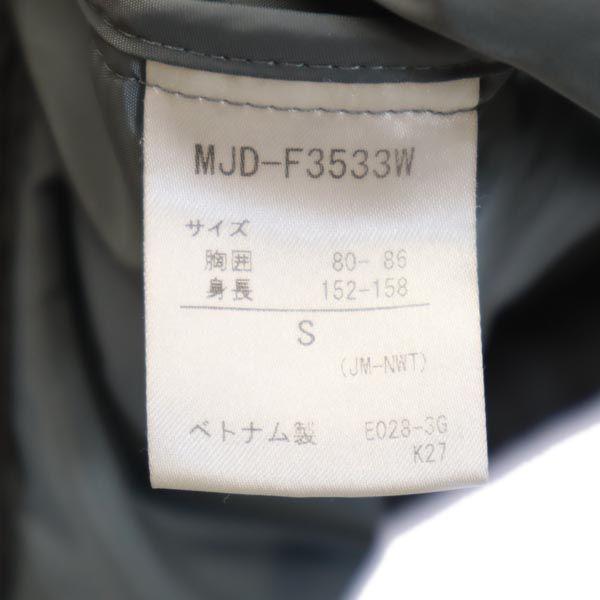 MJD-F3533W
サイズ
胸囲 80- 86
身長 152-158
S
(JM-NWT)
ベトナム製 E028-3G
K27